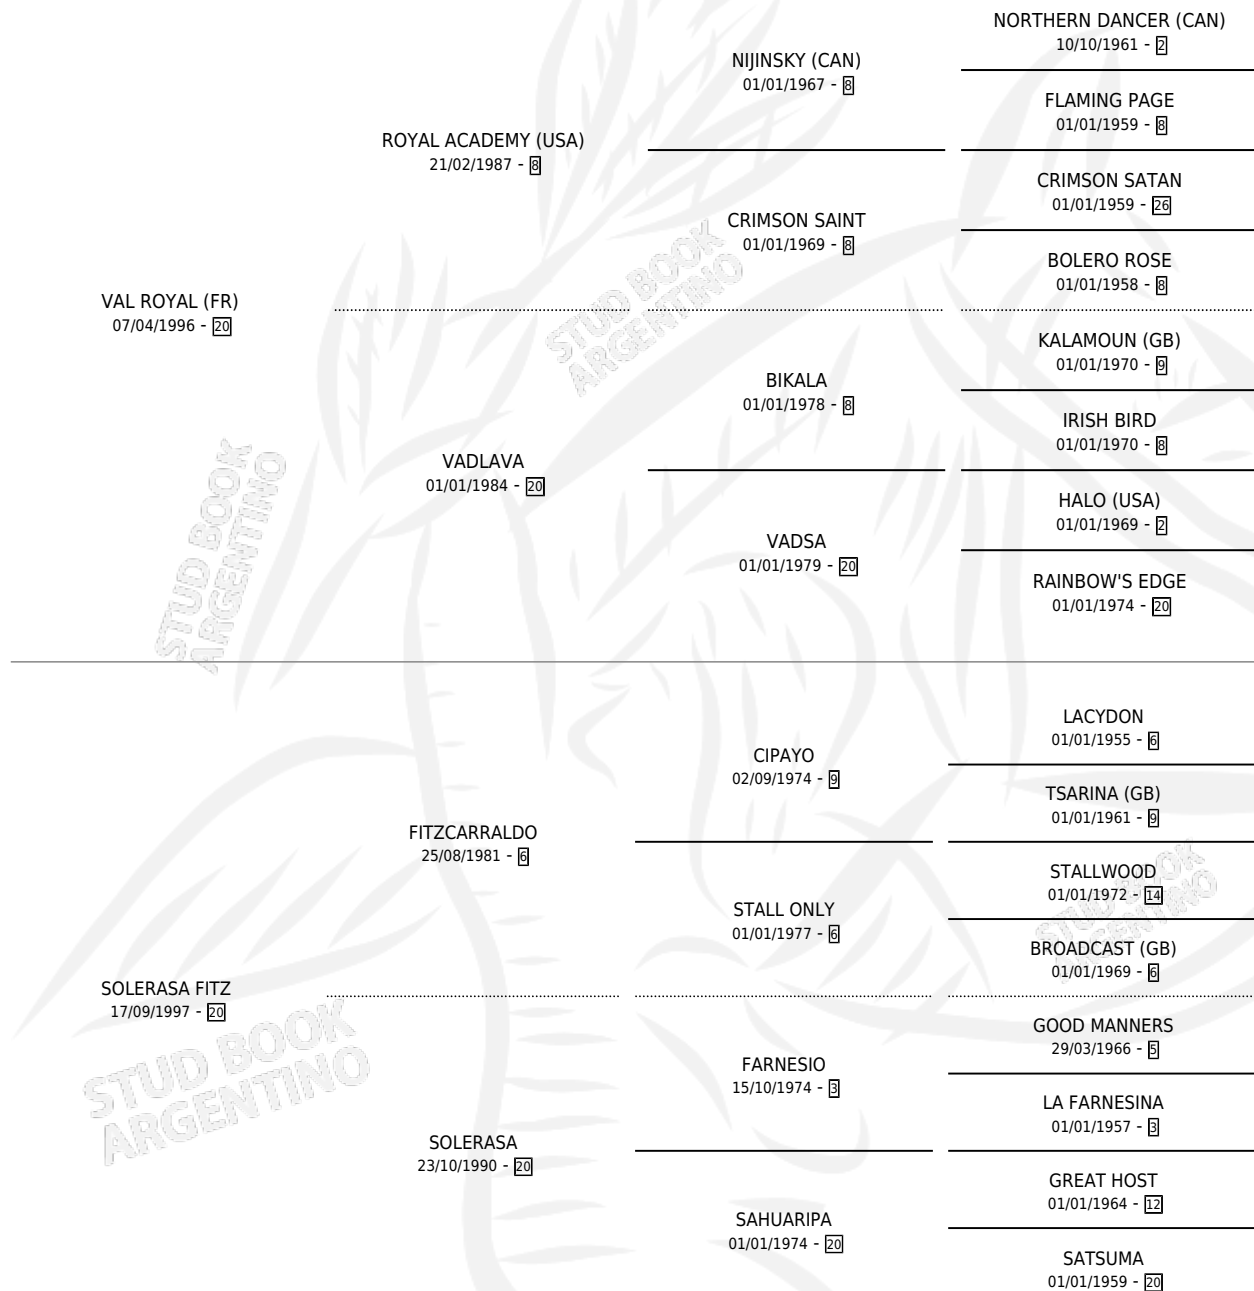 NORTHERN DANCER (CAN)
10/10/1961 - 2
NIJINSKY (CAN)
01/01/1967 - 8
FLAMING PAGE
01/01/1959 - 8
ROYAL ACADEMY (USA)
21/02/1987 - 8
CRIMSON SATAN
01/01/1959 - 26
CRIMSON SAINT
01/01/1969 - 8
BOLERO ROSE
01/01/1958 - 8
VAL ROYAL (FR)
07/04/1996 - 20
KALAMOUN (GB)
01/01/1970 - 9
BIKALA
01/01/1978 - 8
IRISH BIRD
01/01/1970 - 8
VADLAVA
01/01/1984 - 20
HALO (USA)
01/01/1969 - 2
VADSA
01/01/1979 - 20
RAINBOW'S EDGE
01/01/1974 - 20
LACYDON
01/01/1955 - 6
CIPAYO
02/09/1974 - 9
TSARINA (GB)
01/01/1961 - 9
FITZCARRALDO
25/08/1981 - 6
STALLWOOD
01/01/1972 - 14
STALL ONLY
01/01/1977 - 6
BROADCAST (GB)
01/01/1969 - 6
SOLERASA FITZ
17/09/1997 - 20
GOOD MANNERS
29/03/1966 - 5
FARNESIO
15/10/1974 - 3
LA FARNESINA
01/01/1957 - 3
SOLERASA
23/10/1990 - 20
GREAT HOST
01/01/1964 - 12
SAHUARIPA
01/01/1974 - 20
SATSUMA
01/01/1959 - 20
STUD BOOK
ARGENTINO
STUD BOOK
ARGENTINO
STUD BOOK
ARGENTINO
STUD BOOK
ARGENTINO